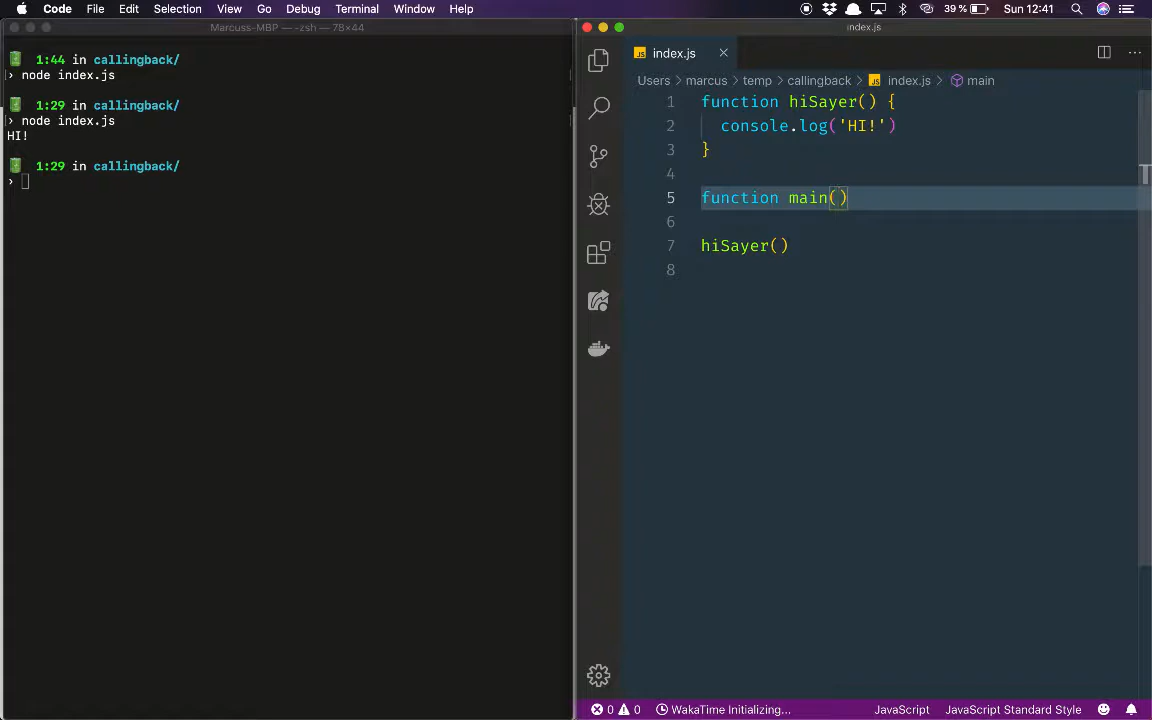 Code File Edit Selection View Go Debug Terminal Window Help 39 % Sun 12:41
Marcuss-MBP — -zsh — 78×44
1:44 in callingback/
› node index.js
1:29 in callingback/
› node index.js
HI!
1:29 in callingback/
›
index.js
JS index.js ×
Users > marcus > temp > callingback > JS index.js > main
1 function hiSayer() {
2 console.log('HI!')
3 }
4
5 function main()
6
7 hiSayer()
8
0 0 WakaTime Initializing... JavaScript JavaScript Standard Style